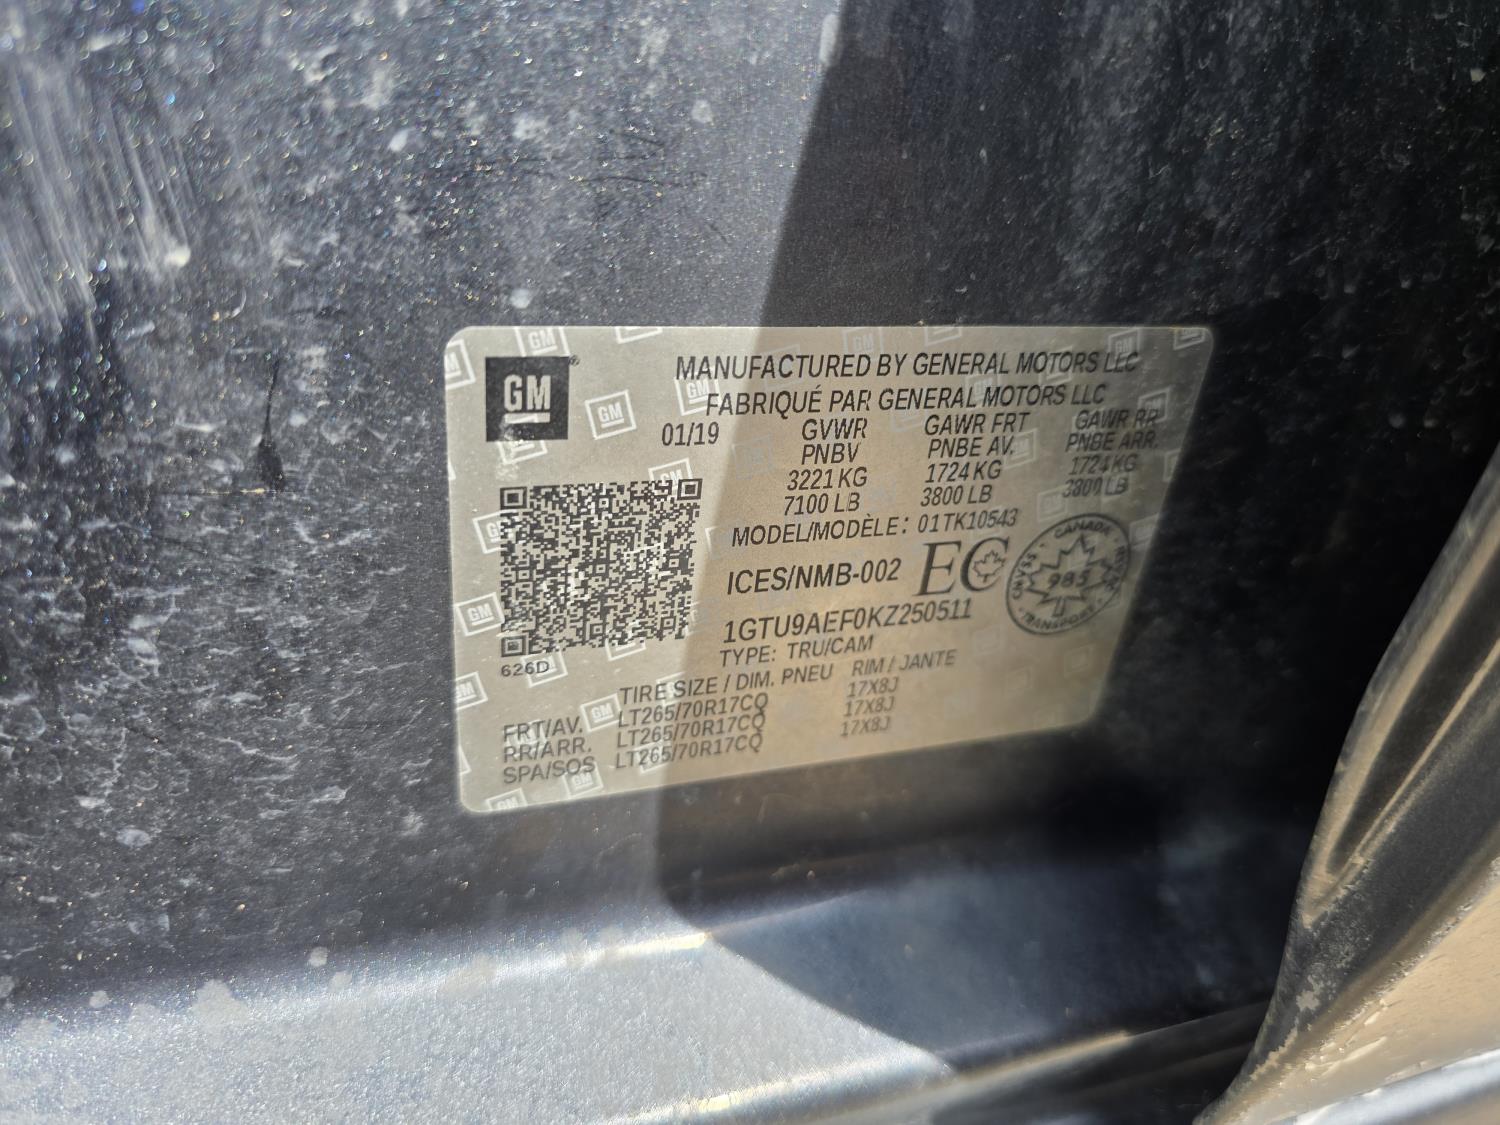 GM
MANUFACTURED BY GENERAL MOTORS LLC
FABRIQUÉ PAR GENERAL MOTORS LLC
01/19 GVWR GAWR FRT GAWR RR
PNBV PNBE AV. PNBE ARR.
3221 KG 1724 KG 1724 KG
7100 LB 3800 LB 3800 LB
MODEL/MODÈLE: 01TK10543
ICES/NMB-002 EC
CANADA
985
TRANSPORT
1GTU9AEF0KZ250511
TYPE: TRU/CAM
626D
TIRE SIZE / DIM. PNEU RIM / JANTE
FRT/AV. LT265/70R17CQ 17X8J
RR/ARR. LT265/70R17CQ 17X8J
SPA/SOS LT265/70R17CQ 17X8J